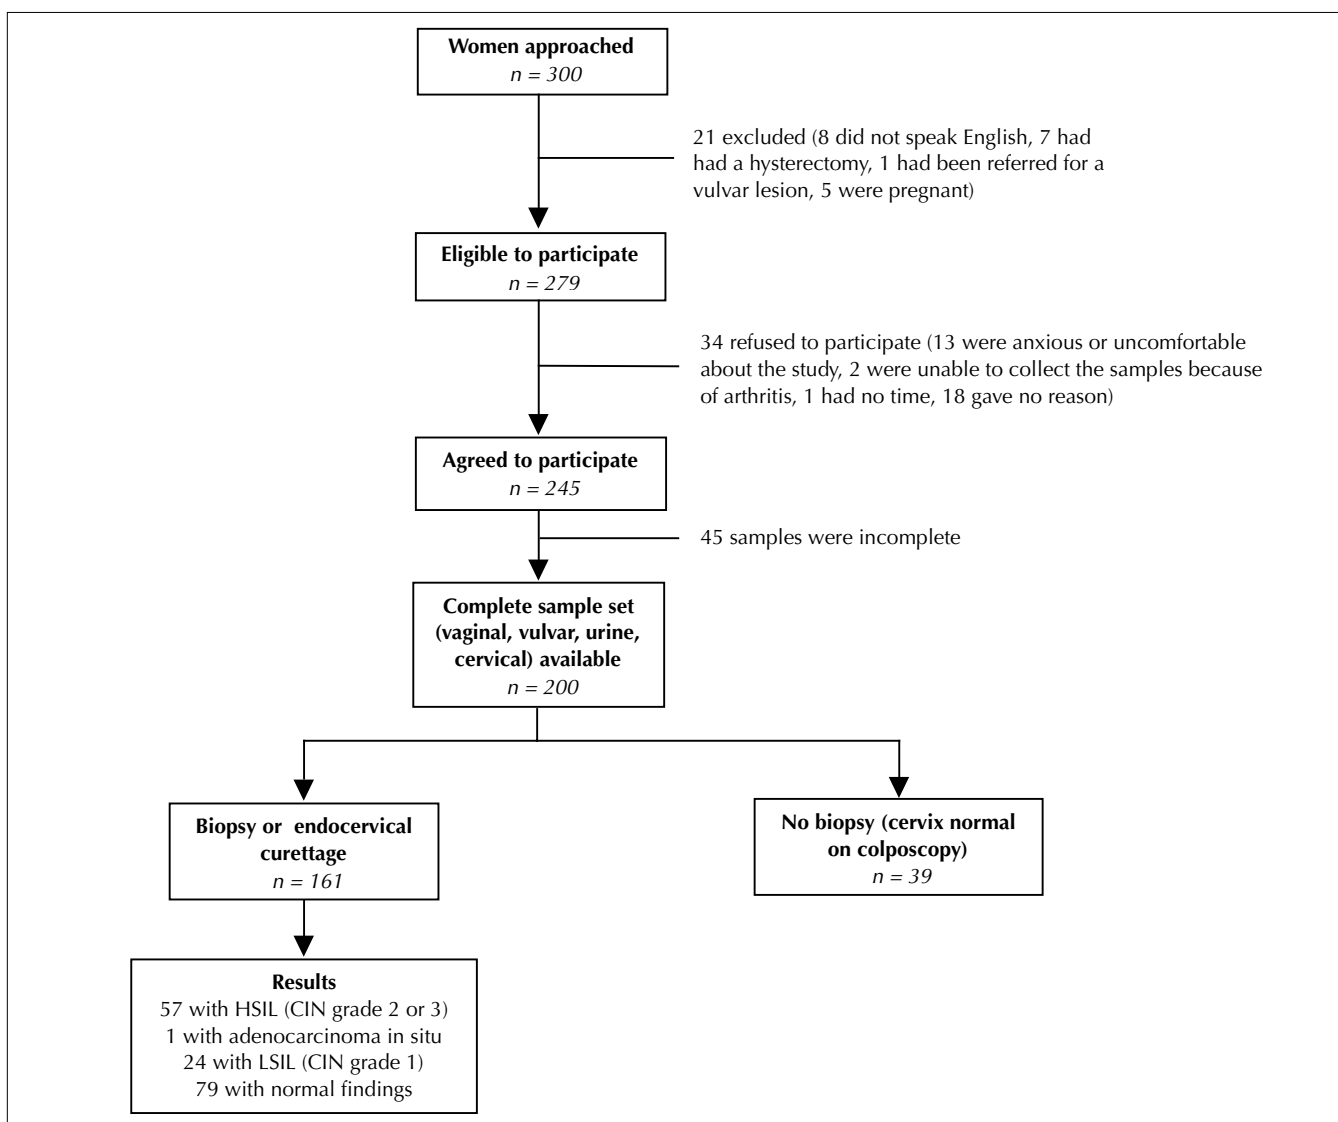 Women approached
n = 300
21 excluded (8 did not speak English, 7 had
had a hysterectomy, 1 had been referred for a
vulvar lesion, 5 were pregnant)
Eligible to participate
n = 279
34 refused to participate (13 were anxious or uncomfortable
about the study, 2 were unable to collect the samples because
of arthritis, 1 had no time, 18 gave no reason)
Agreed to participate
n = 245
45 samples were incomplete
Complete sample set
(vaginal, vulvar, urine,
cervical) available
n = 200
Biopsy or endocervical
curettage
n = 161
No biopsy (cervix normal
on colposcopy)
n = 39
Results
57 with HSIL (CIN grade 2 or 3)
1 with adenocarcinoma in situ
24 with LSIL (CIN grade 1)
79 with normal findings